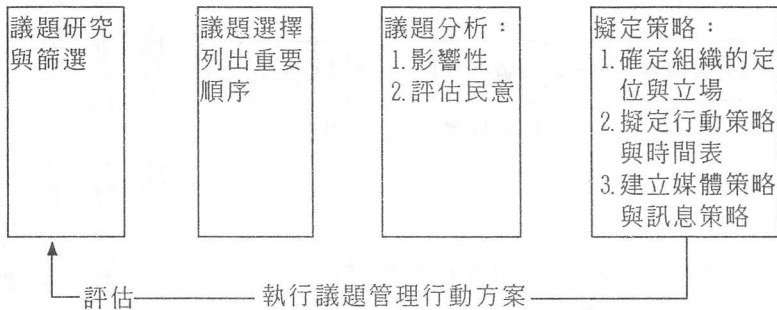 議題研究
與篩選
議題選擇
列出重要
順序
議題分析：
1.影響性
2.評估民意
擬定策略：
1.確定組織的定
位與立場
2.擬定行動策略
與時間表
3.建立媒體策略
與訊息策略
評估
執行議題管理行動方案